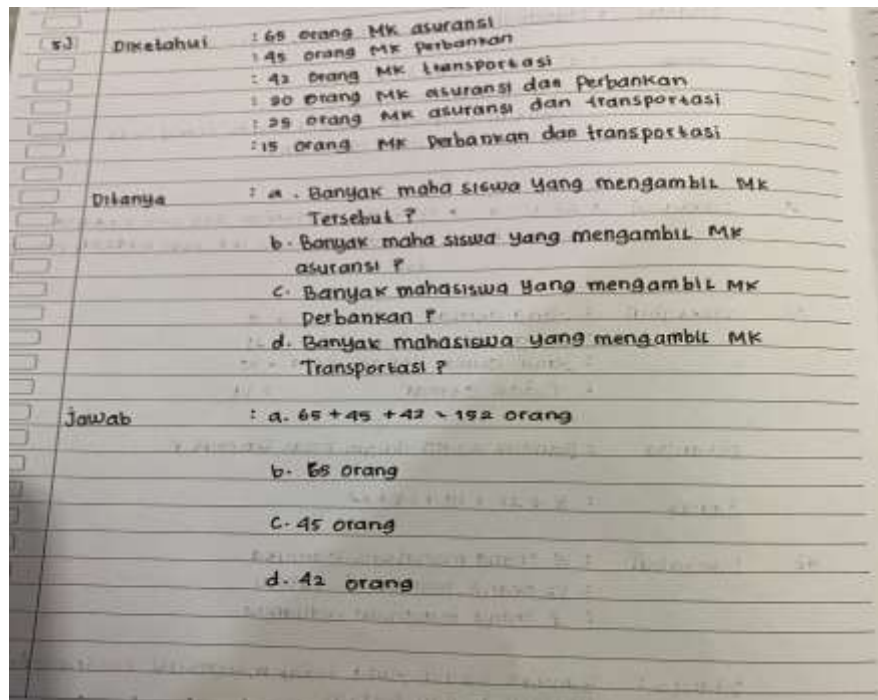 5.) Diketahui : 65 orang MK asuransi
: 45 orang MK perbankan
: 42 orang MK transportasi
: 20 orang MK asuransi dan Perbankan
: 25 orang MK asuransi dan transportasi
: 15 orang MK Perbankan dan transportasi
Ditanya : a. Banyak maha siswa yang mengambil MK
Tersebut ?
b. Banyak maha siswa yang mengambil MK
asuransi ?
c. Banyak mahasiswa yang mengambil MK
Perbankan ?
d. Banyak mahasiswa yang mengambil MK
Transportasi ?
Jawab : a. 65 + 45 + 42 = 152 orang
b. 65 orang
c. 45 orang
d. 42 orang